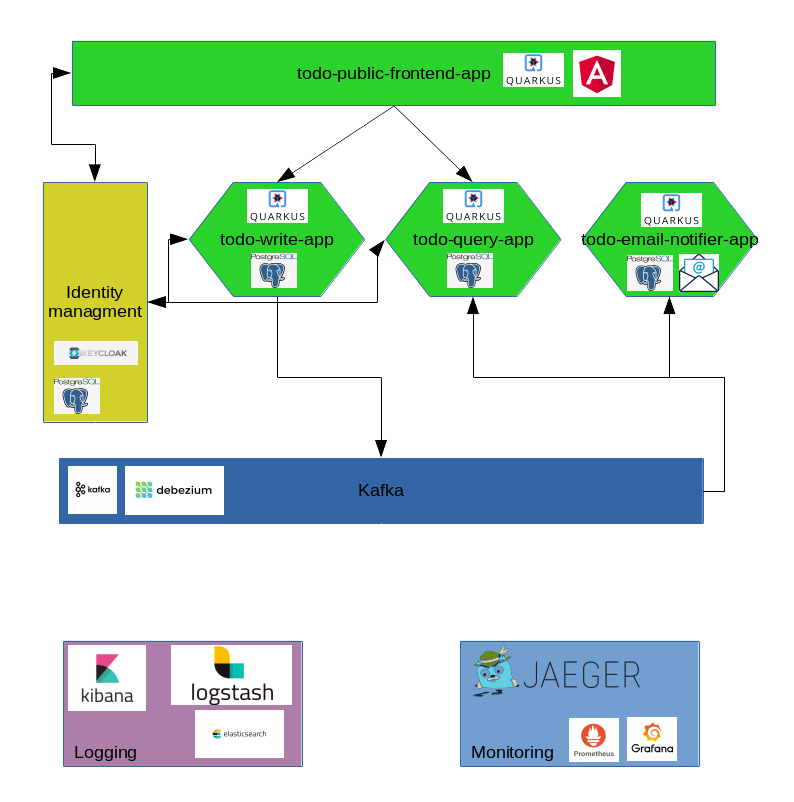 todo-public-frontend-app
QUARKUS
QUARKUS
todo-write-app
PostgreSQL
QUARKUS
todo-query-app
PostgreSQL
QUARKUS
todo-email-notifier-app
PostgreSQL
@
Identity
managment
KEYCLOAK
PostgreSQL
kafka
debezium
Kafka
kibana
logstash
elasticsearch
Logging
JAEGER
Monitoring
Prometheus
Grafana